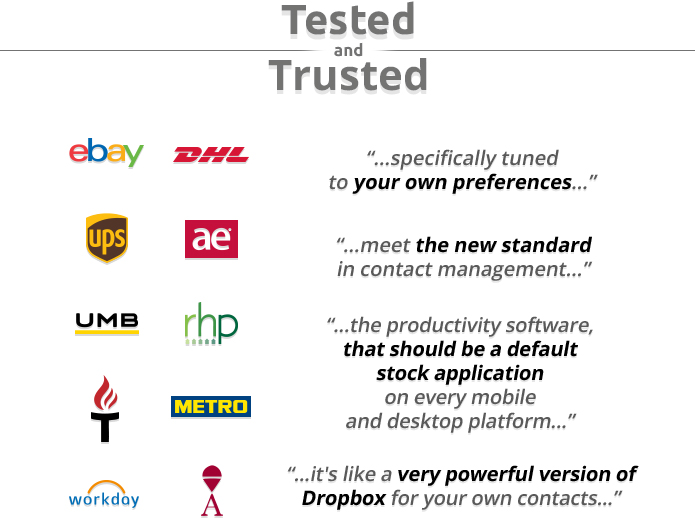 Tested
and
Trusted
ebay DHL
“...specifically tuned
to your own preferences...”
ups ae
“...meet the new standard
in contact management...”
UMB rhp
“...the productivity software,
that should be a default
stock application
on every mobile
and desktop platform...”
T METRO
“...it's like a very powerful version of
Dropbox for your own contacts...”
workday A